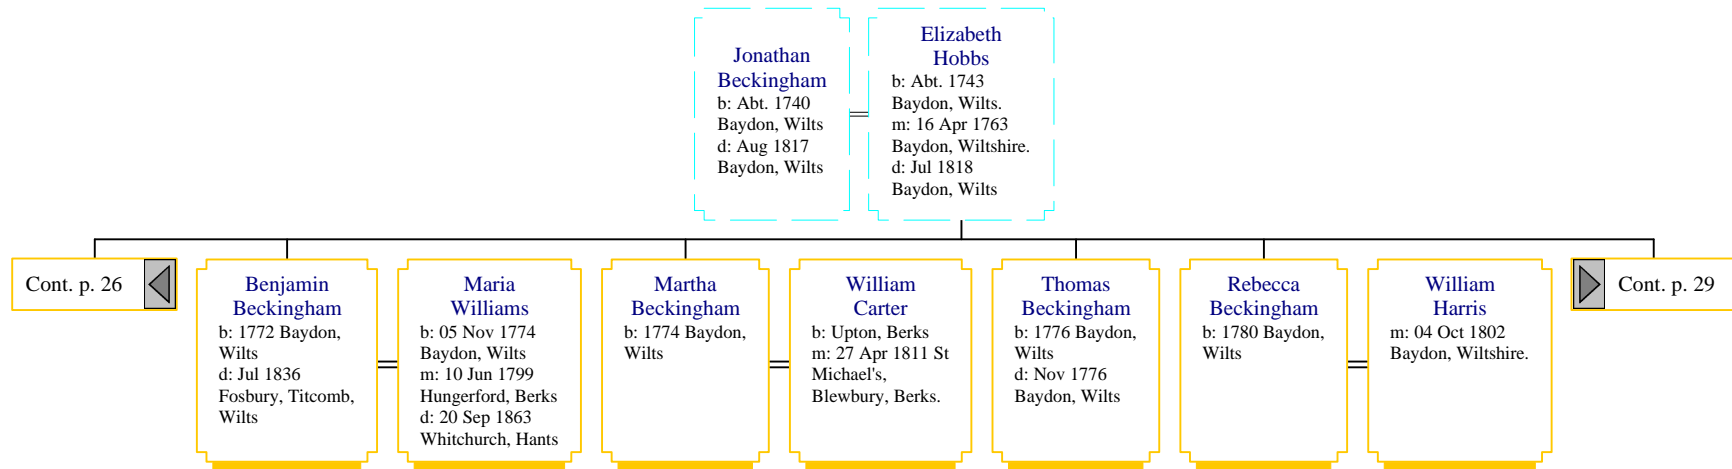 Jonathan
Beckingham
b: Abt. 1740
Baydon, Wilts
d: Aug 1817
Baydon, Wilts
Elizabeth
Hobbs
b: Abt. 1743
Baydon, Wilts.
m: 16 Apr 1763
Baydon, Wiltshire.
d: Jul 1818
Baydon, Wilts
Cont. p. 26
Benjamin
Beckingham
b: 1772 Baydon,
Wilts
d: Jul 1836
Fosbury, Titcomb,
Wilts
Maria
Williams
b: 05 Nov 1774
Baydon, Wilts
m: 10 Jun 1799
Hungerford, Berks
d: 20 Sep 1863
Whitchurch, Hants
Martha
Beckingham
b: 1774 Baydon,
Wilts
William
Carter
b: Upton, Berks
m: 27 Apr 1811 St
Michael's,
Blewbury, Berks.
Thomas
Beckingham
b: 1776 Baydon,
Wilts
d: Nov 1776
Baydon, Wilts
Rebecca
Beckingham
b: 1780 Baydon,
Wilts
William
Harris
m: 04 Oct 1802
Baydon, Wiltshire.
Cont. p. 29